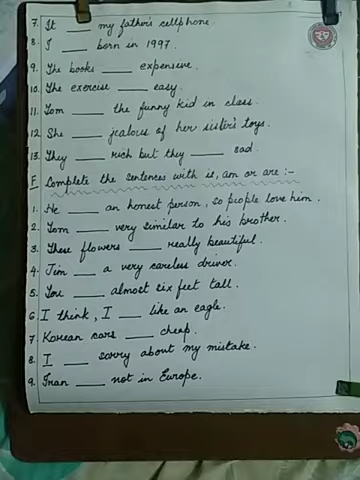 7. It ___ my father's cellphone.
8. I ___ born in 1997.
9. The books ___ expensive.
10. The exercise ___ easy.
11. Tom ___ the funny kid in class.
12. She ___ jealous of her sister's toys.
13. They ___ rich but they ___ sad.
F Complete the sentences with is, am or are :-
1. He ___ an honest person, so people love him.
2. Tom ___ very similar to his brother.
3. These flowers ___ really beautiful.
4. Jim ___ a very careless driver.
5. You ___ almost six feet tall.
6 I think, I ___ like an eagle.
7 Korean cars ___ cheap.
8. I ___ sorry about my mistake.
9. Iran ___ not in Europe.